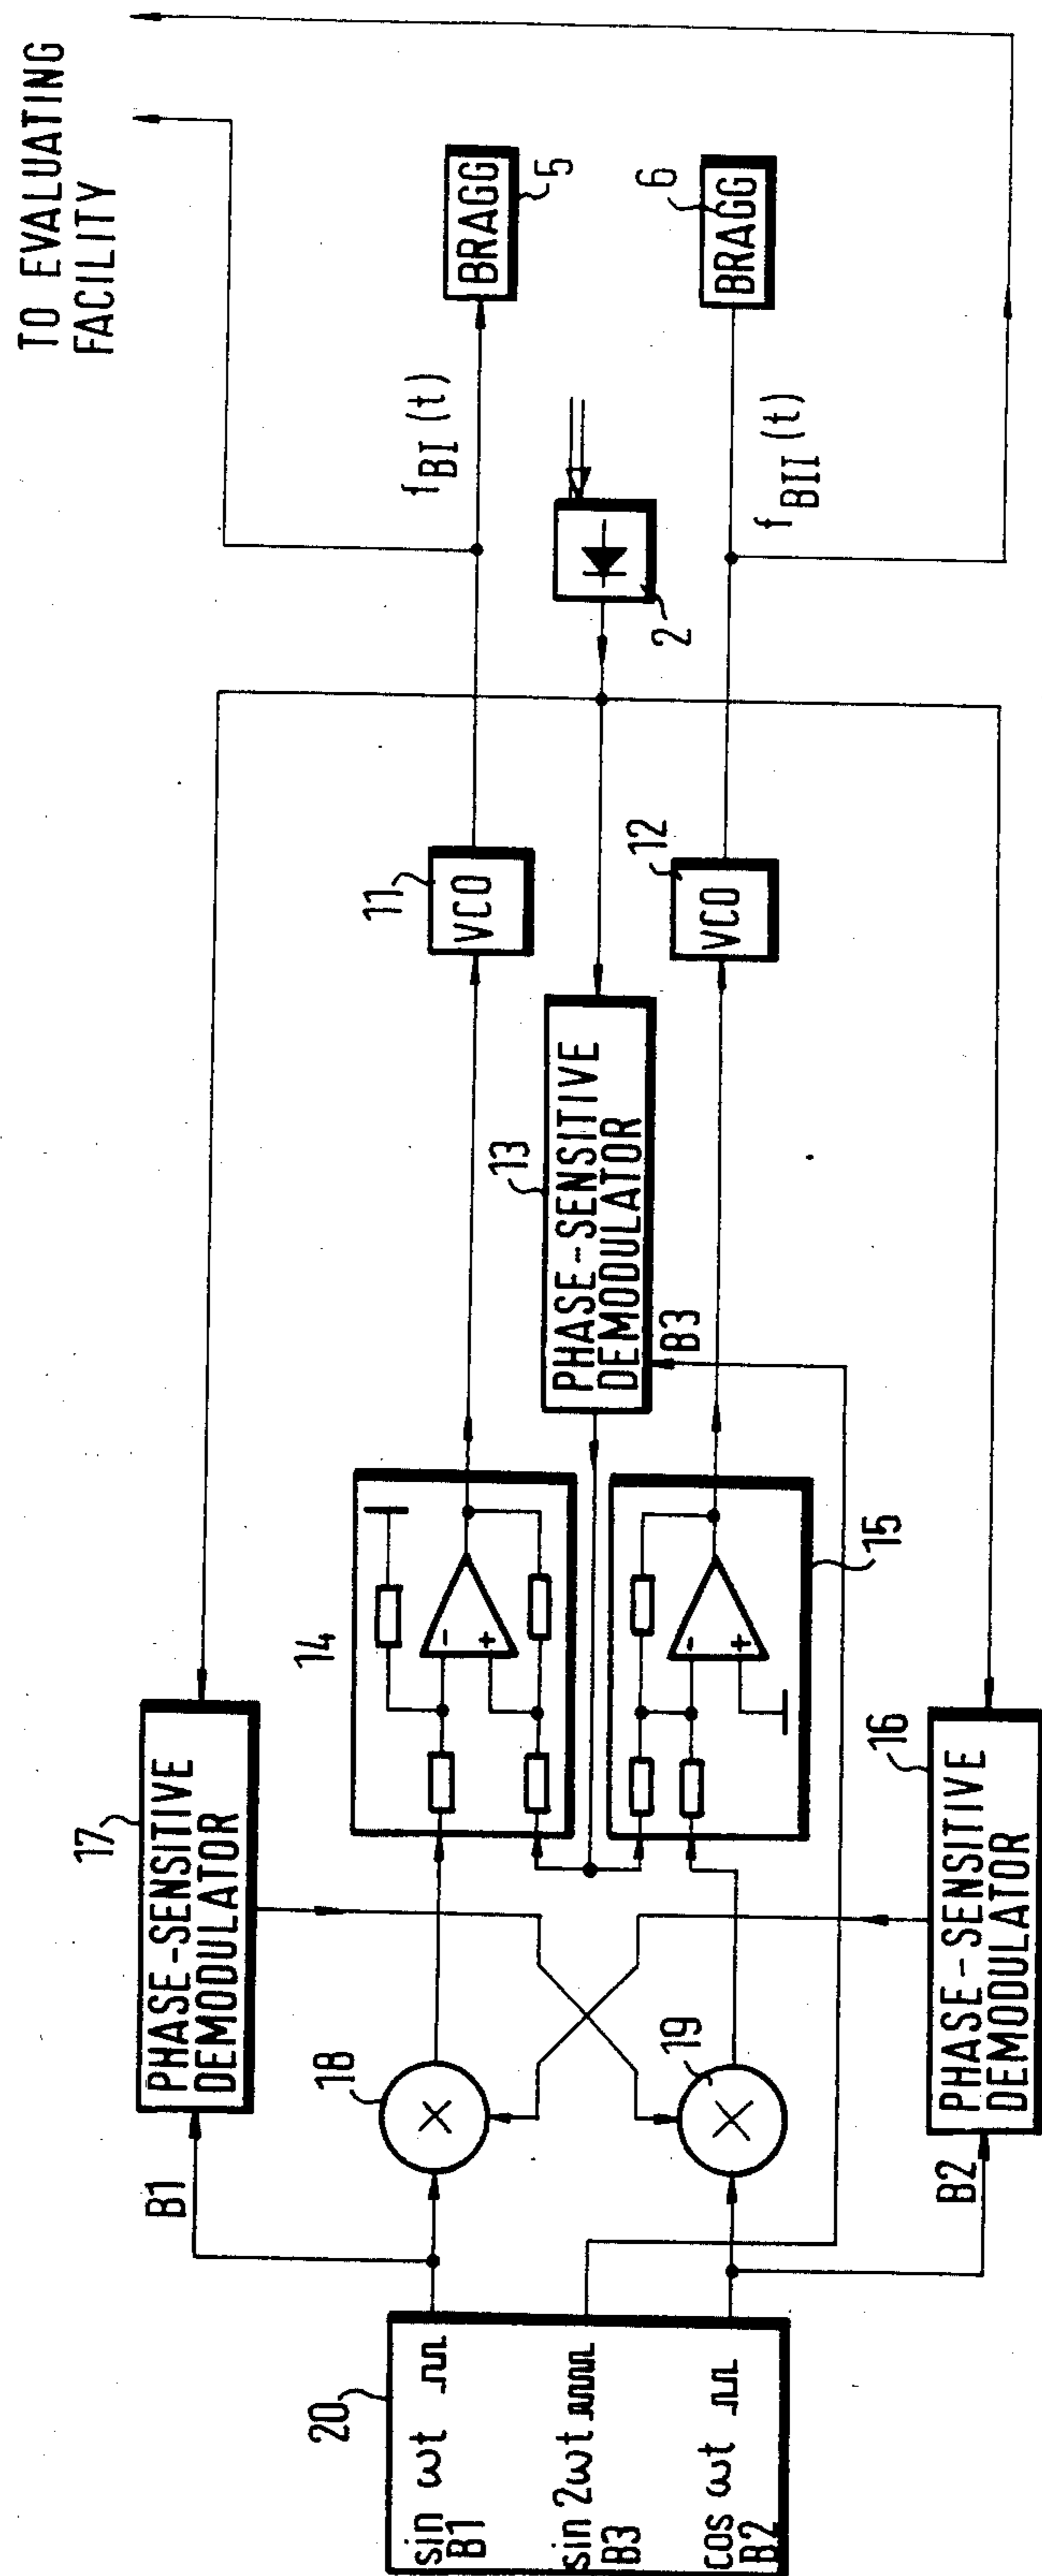 TO EVALUATING
FACILITY
17
PHASE-SENSITIVE
DEMODULATOR
B1
20
sin ωt
B1
sin 2ωt
B3
cos ωt
B2
18
19
14
-
+
15
-
+
13
PHASE-SENSITIVE
DEMODULATOR
B3
11
VCO
12
VCO
fBI (t)
BRAGG
5
2
fBII (t)
6
BRAGG
16
PHASE-SENSITIVE
DEMODULATOR
B2